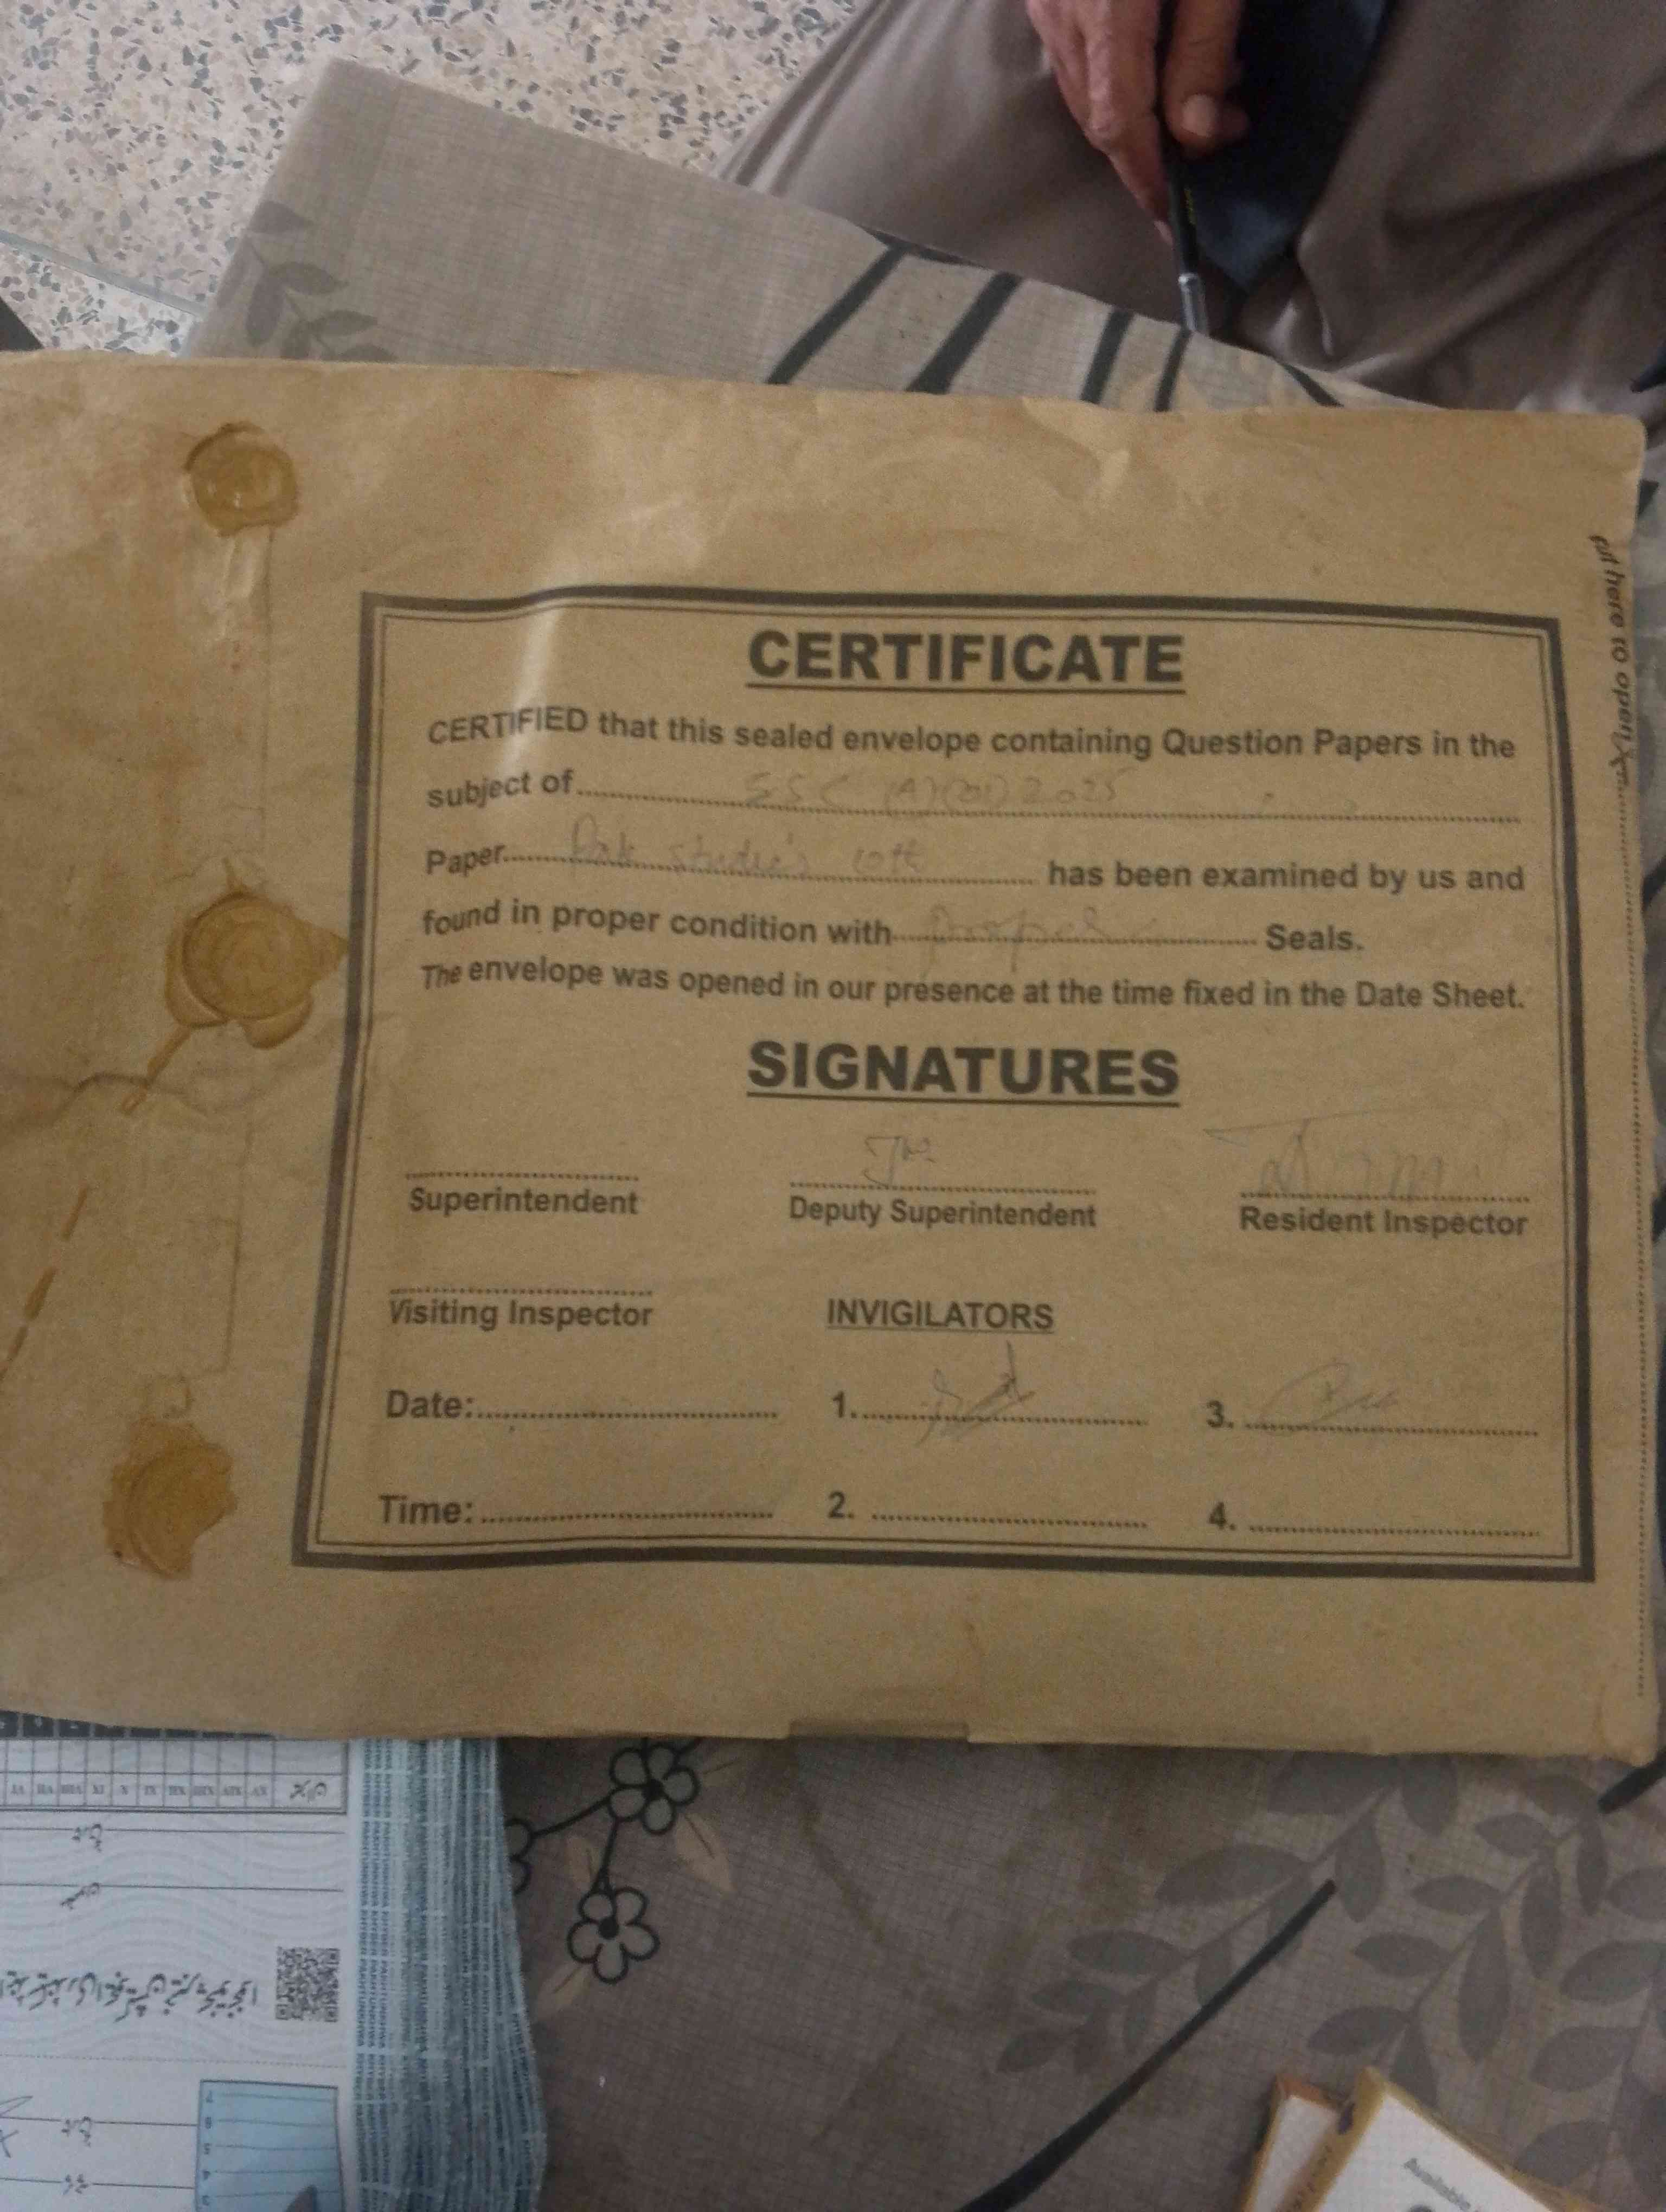 cut here to open
CERTIFICATE
CERTIFIED that this sealed envelope containing Question Papers in the
subject of SSC (A) 2025
Paper Pak studies 10th has been examined by us and
found in proper condition with proper Seals.
The envelope was opened in our presence at the time fixed in the Date Sheet.
SIGNATURES
Superintendent
Deputy Superintendent
Resident Inspector
Visiting Inspector
INVIGILATORS
Date:
1.
3.
Time:
2.
4.
Available